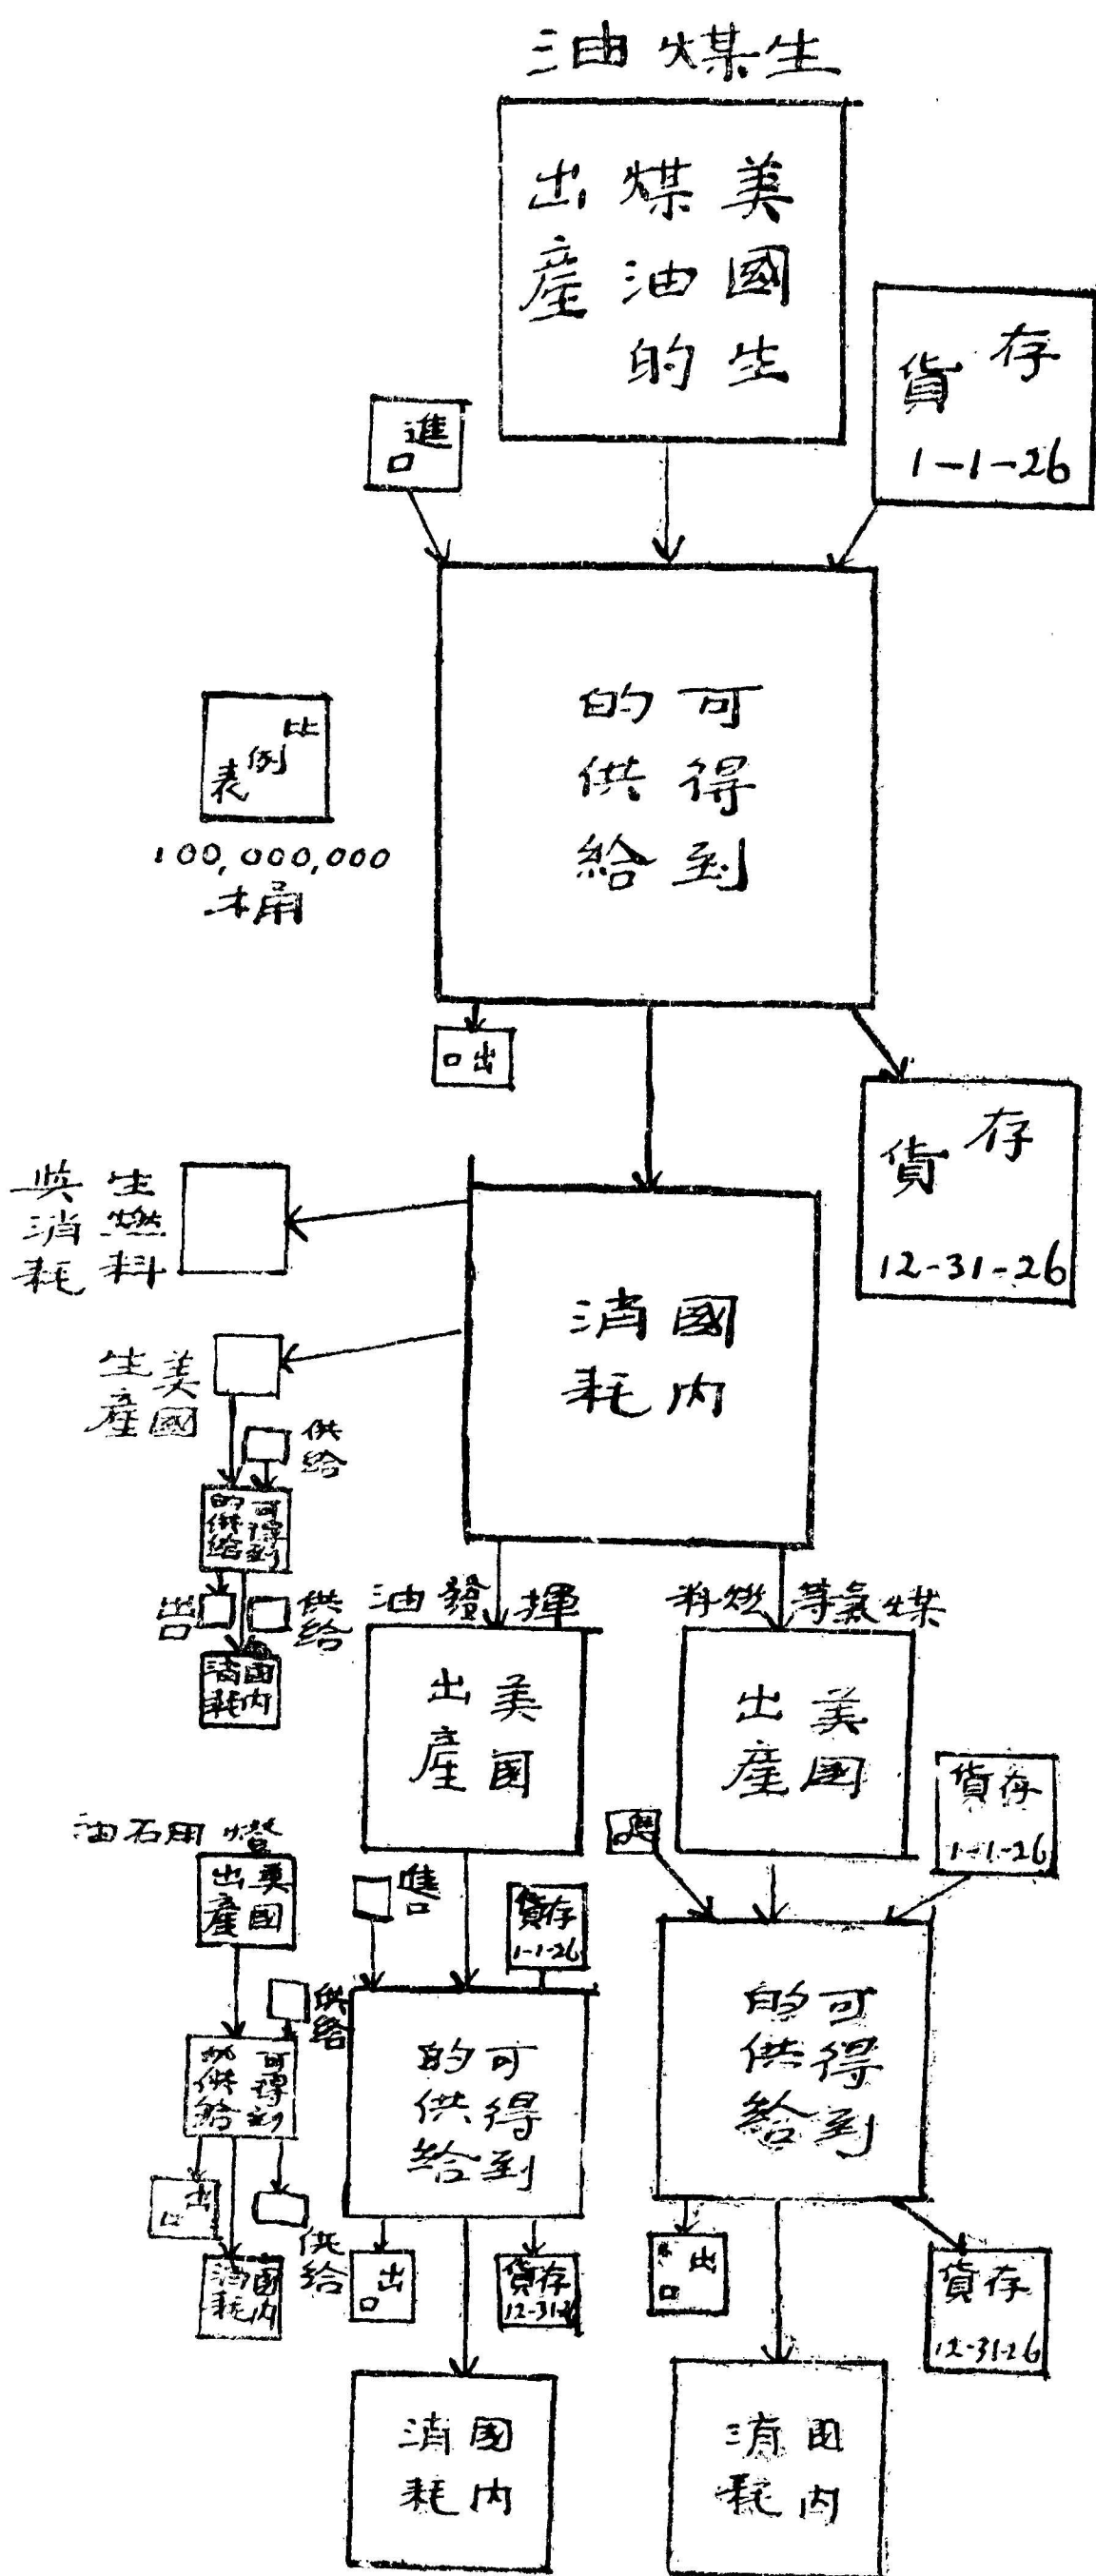 生煤油
美國生
煤油的
出產
存貨
1-1-26
進口
可得到
的供給
比例表
100,000,000
桶
出口
存貨
12-31-26
生燃料
消耗
國內
消耗
美國
生產
供給
可得到
的供給
出口
供給
國內
消耗
揮發油
美國
出產
進口
存貨
1-1-26
可得到
的供給
出口
存貨
12-31-26
國內
消耗
煤氣等燃料
美國
出產
存貨
1-1-26
可得到
的供給
出口
存貨
12-31-26
國內
消耗
燈用石油
美國
出產
供給
可得到
的供給
出口
供給
國內
消耗